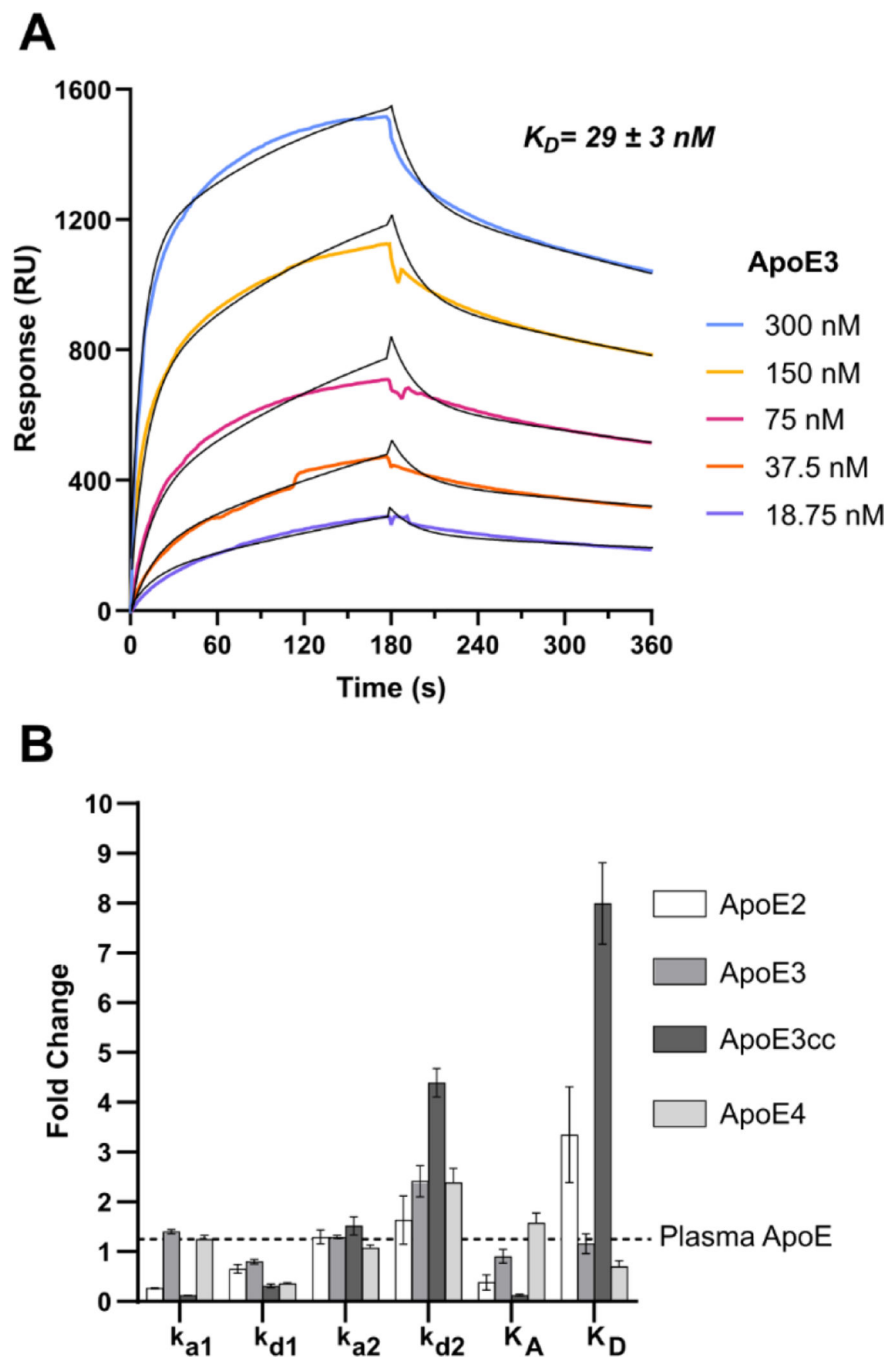 A
1600
1200
800
400
0
Response (RU)
K_D= 29 ± 3 nM
ApoE3
300 nM
150 nM
75 nM
37.5 nM
18.75 nM
0 60 120 180 240 300 360
Time (s)
B
10
9
8
7
6
5
4
3
2
1
0
Fold Change
ApoE2
ApoE3
ApoE3cc
ApoE4
Plasma ApoE
k_a1 k_d1 k_a2 k_d2 K_A K_D